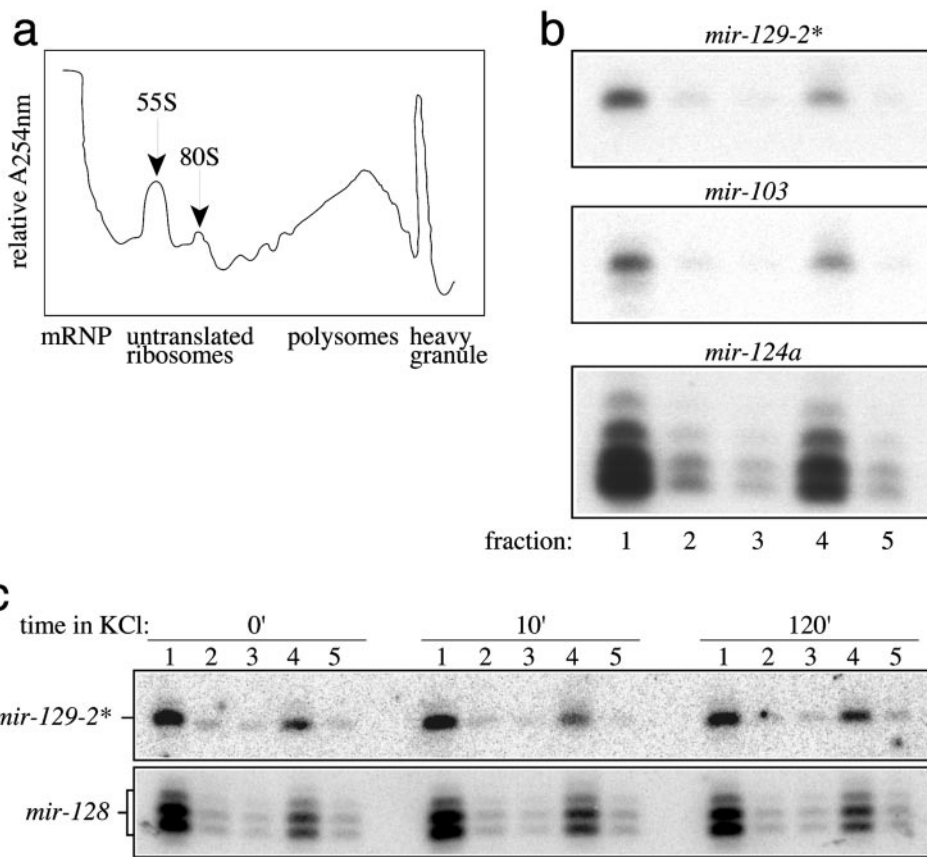 a
relative A254nm
55S
80S
mRNP untranslated ribosomes polysomes heavy granule
b
mir-129-2*
mir-103
mir-124a
fraction: 1 2 3 4 5
c
time in KCl: 0' 10' 120'
1 2 3 4 5 1 2 3 4 5 1 2 3 4 5
mir-129-2*
mir-128